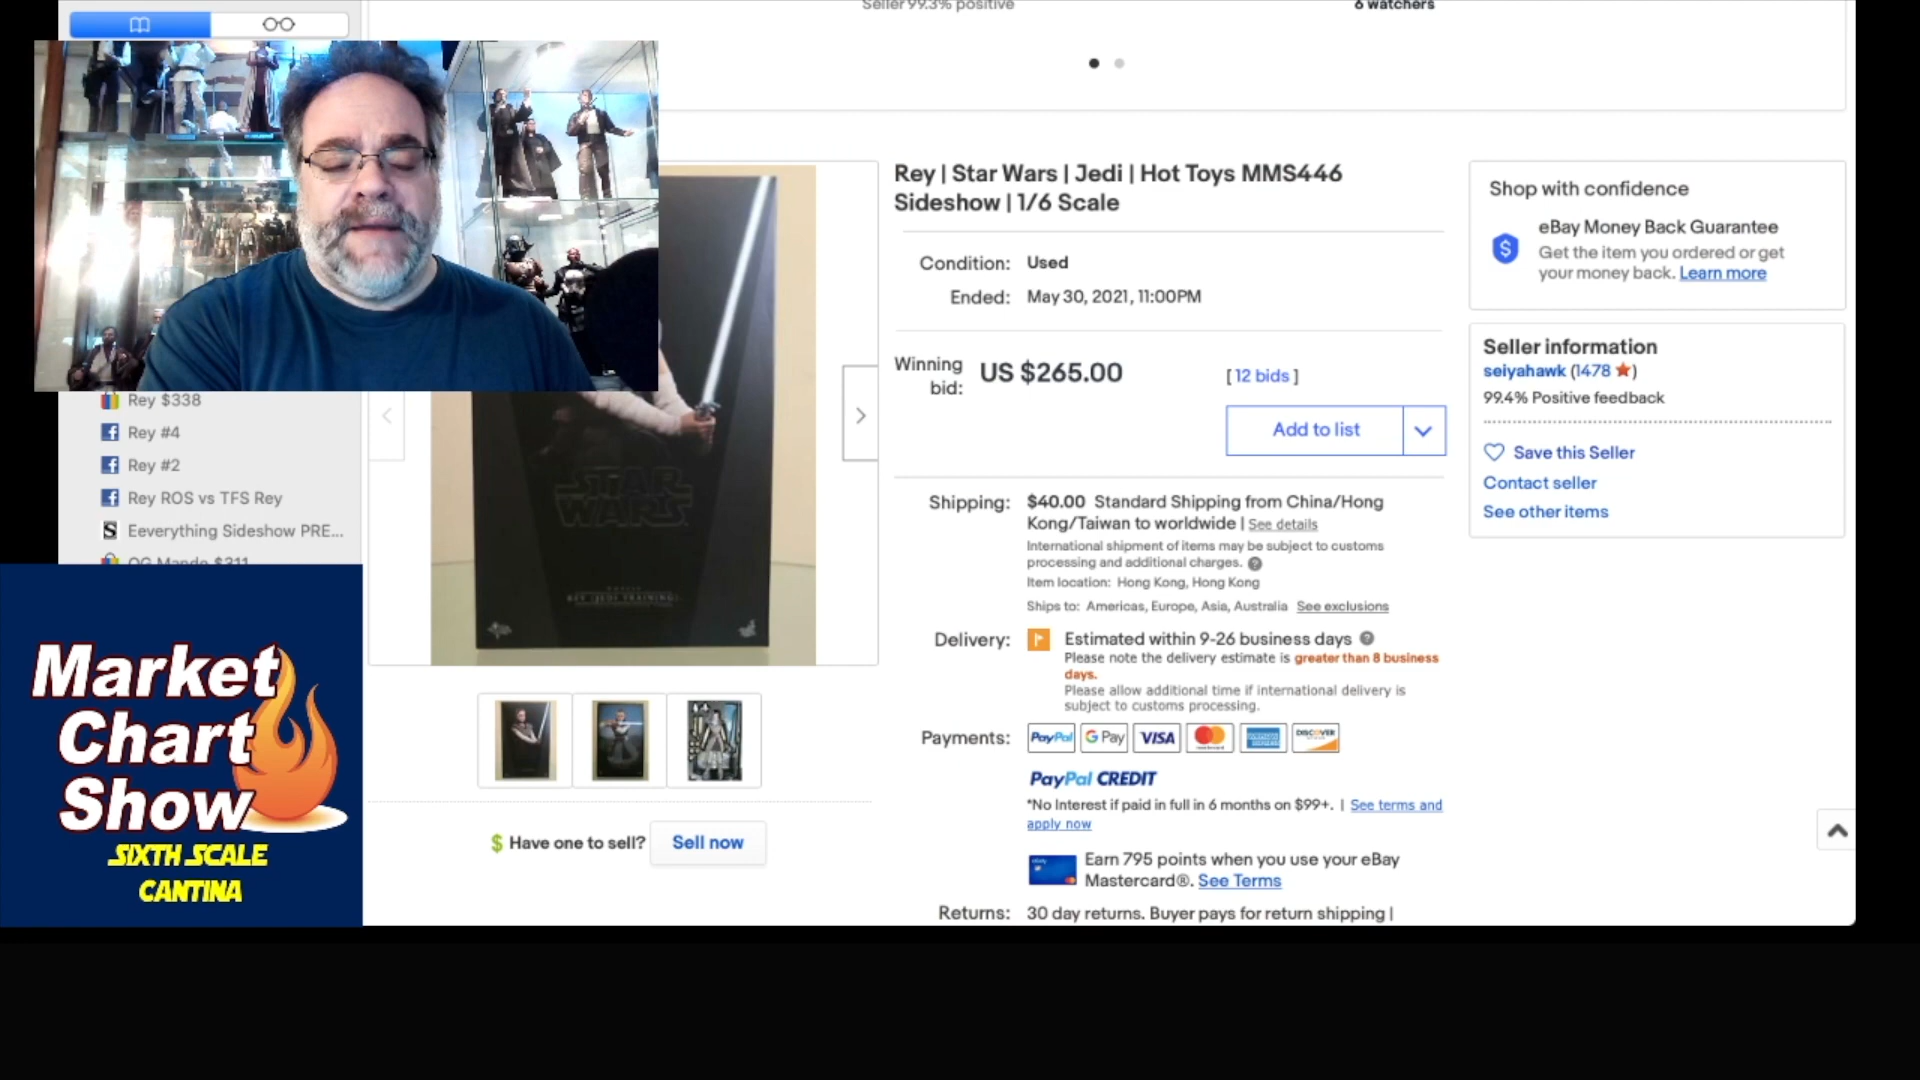 Seller 99.3% positive
6 watchers
Rey | Star Wars | Jedi | Hot Toys MMS446
Sideshow | 1/6 Scale
Condition: Used
Ended: May 30, 2021, 11:00PM
Winning bid: US $265.00
[ 12 bids ]
Add to list
Shipping: $40.00 Standard Shipping from China/Hong
Kong/Taiwan to worldwide | See details
International shipment of items may be subject to customs
processing and additional charges.
Item location: Hong Kong, Hong Kong
Ships to: Americas, Europe, Asia, Australia See exclusions
Delivery: Estimated within 9-26 business days
Please note the delivery estimate is greater than 8 business
days.
Please allow additional time if international delivery is
subject to customs processing.
Payments: PayPal G Pay VISA mastercard AMERICAN EXPRESS DISCOVER
PayPal CREDIT
*No Interest if paid in full in 6 months on $99+. | See terms and
apply now
Earn 795 points when you use your eBay
Mastercard®. See Terms
Returns: 30 day returns. Buyer pays for return shipping |
Shop with confidence
eBay Money Back Guarantee
Get the item you ordered or get
your money back. Learn more
Seller information
seiyahawk (1478)
99.4% Positive feedback
Save this Seller
Contact seller
See other items
Rey $338
Rey #4
Rey #2
Rey ROS vs TFS Rey
S Eeverything Sideshow PRE...
OG Mando $311
STAR
WARS
REY (JEDI TRAINING)
$ Have one to sell? Sell now
Market
Chart
Show
SIXTH SCALE
CANTINA